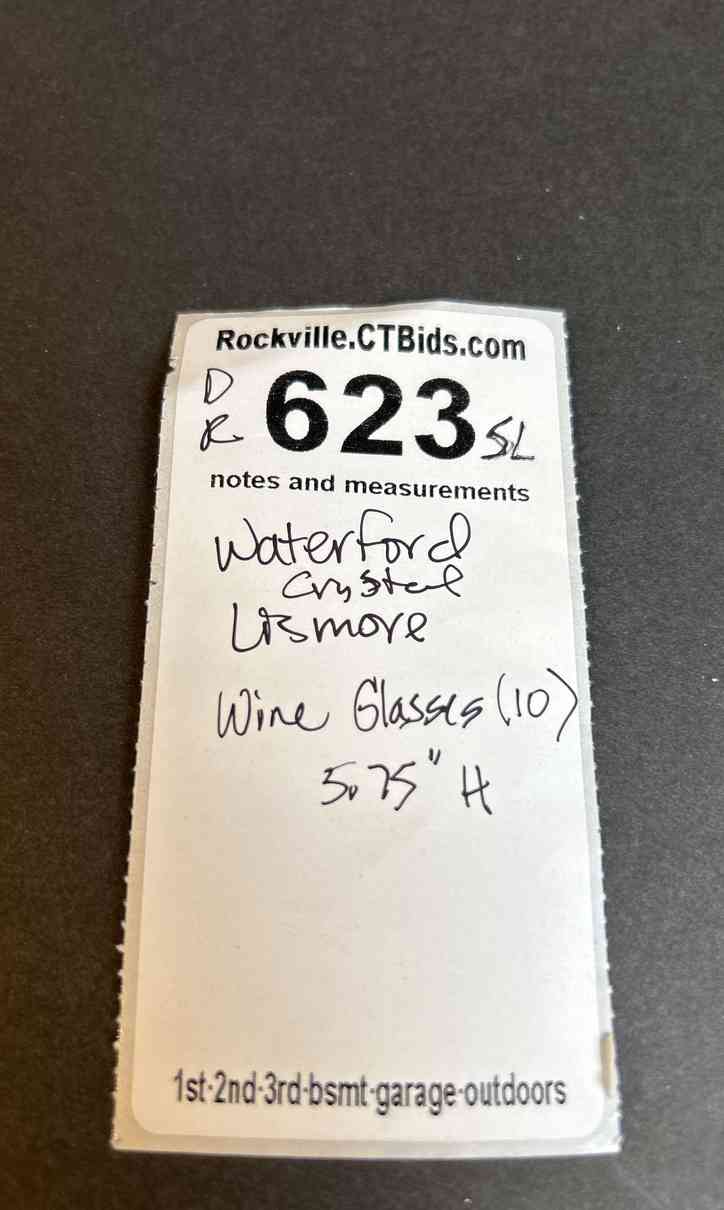 Rockville.CTBids.com
D
R 623 SL
notes and measurements
Waterford
Crystal
Lismore
Wine Glasses (10)
5.75" H
1st-2nd-3rd-bsmt-garage-outdoors